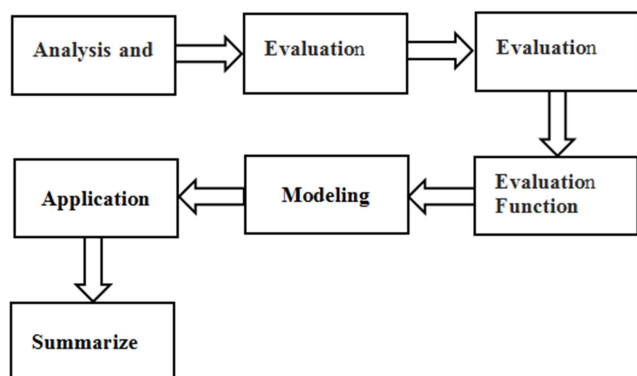 Analysis and
Evaluation
Evaluation
Evaluation
Function
Modeling
Application
Summarize